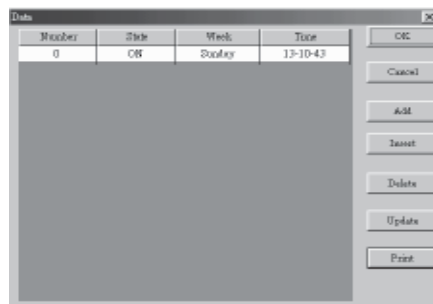 Data
Number State Week Time
0 ON Sunday 13-10-43
OK
Cancel
Add
Insert
Delete
Update
Print